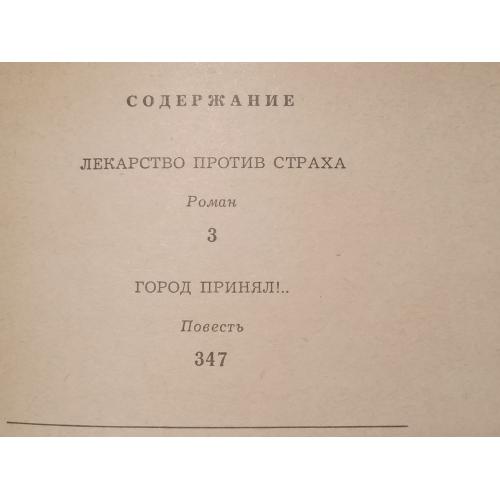 СОДЕРЖАНИЕ
ЛЕКАРСТВО ПРОТИВ СТРАХА
Роман
3
ГОРОД ПРИНЯЛ!..
Повесть
347